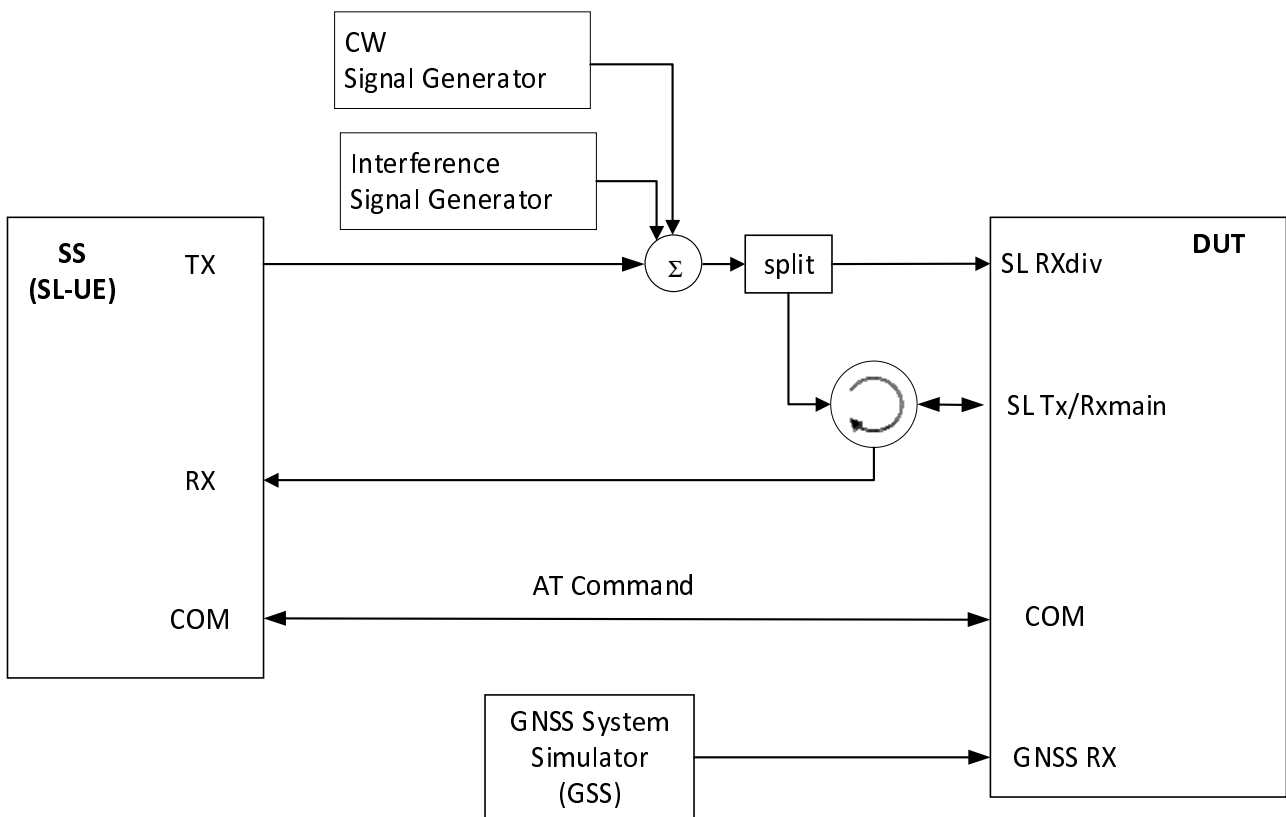 CW
Signal Generator
Interference
Signal Generator
SS
(SL-UE)
TX
Σ
split
SL RXdiv
DUT
SL Tx/Rxmain
RX
AT Command
COM
COM
GNSS System
Simulator
(GSS)
GNSS RX